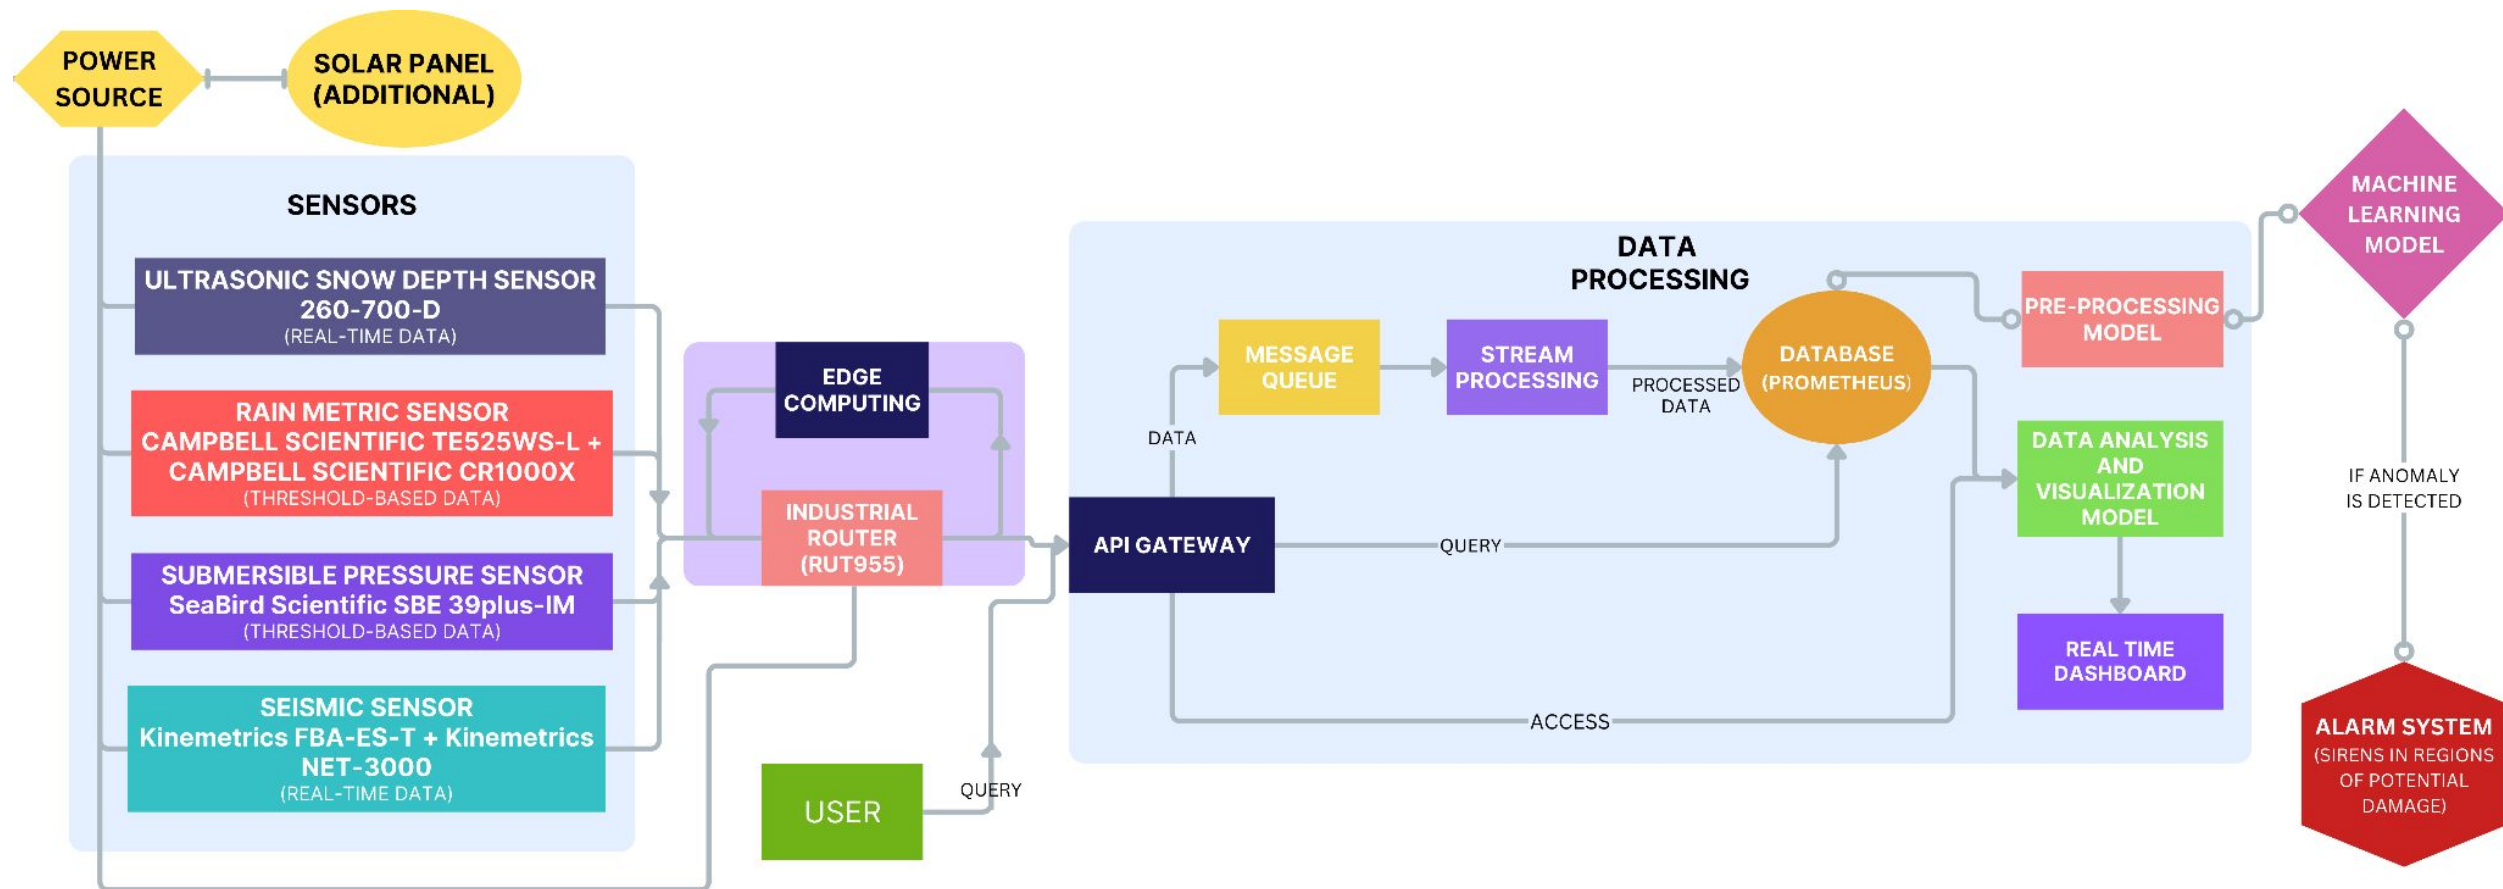 POWER
SOURCE
SOLAR PANEL
(ADDITIONAL)
SENSORS
ULTRASONIC SNOW DEPTH SENSOR
260-700-D
(REAL-TIME DATA)
RAIN METRIC SENSOR
CAMPBELL SCIENTIFIC TE525WS-L +
CAMPBELL SCIENTIFIC CR1000X
(THRESHOLD-BASED DATA)
SUBMERSIBLE PRESSURE SENSOR
SeaBird Scientific SBE 39plus-IM
(THRESHOLD-BASED DATA)
SEISMIC SENSOR
Kinemetrics FBA-ES-T + Kinemetrics
NET-3000
(REAL-TIME DATA)
EDGE
COMPUTING
INDUSTRIAL
ROUTER
(RUT955)
USER
QUERY
API GATEWAY
DATA
PROCESSING
DATA
MESSAGE
QUEUE
STREAM
PROCESSING
PROCESSED
DATA
DATABASE
(PROMETHEUS)
QUERY
ACCESS
PRE-PROCESSING
MODEL
DATA ANALYSIS
AND
VISUALIZATION
MODEL
REAL TIME
DASHBOARD
MACHINE
LEARNING
MODEL
IF ANOMALY
IS DETECTED
ALARM SYSTEM
(SIRENS IN REGIONS
OF POTENTIAL
DAMAGE)